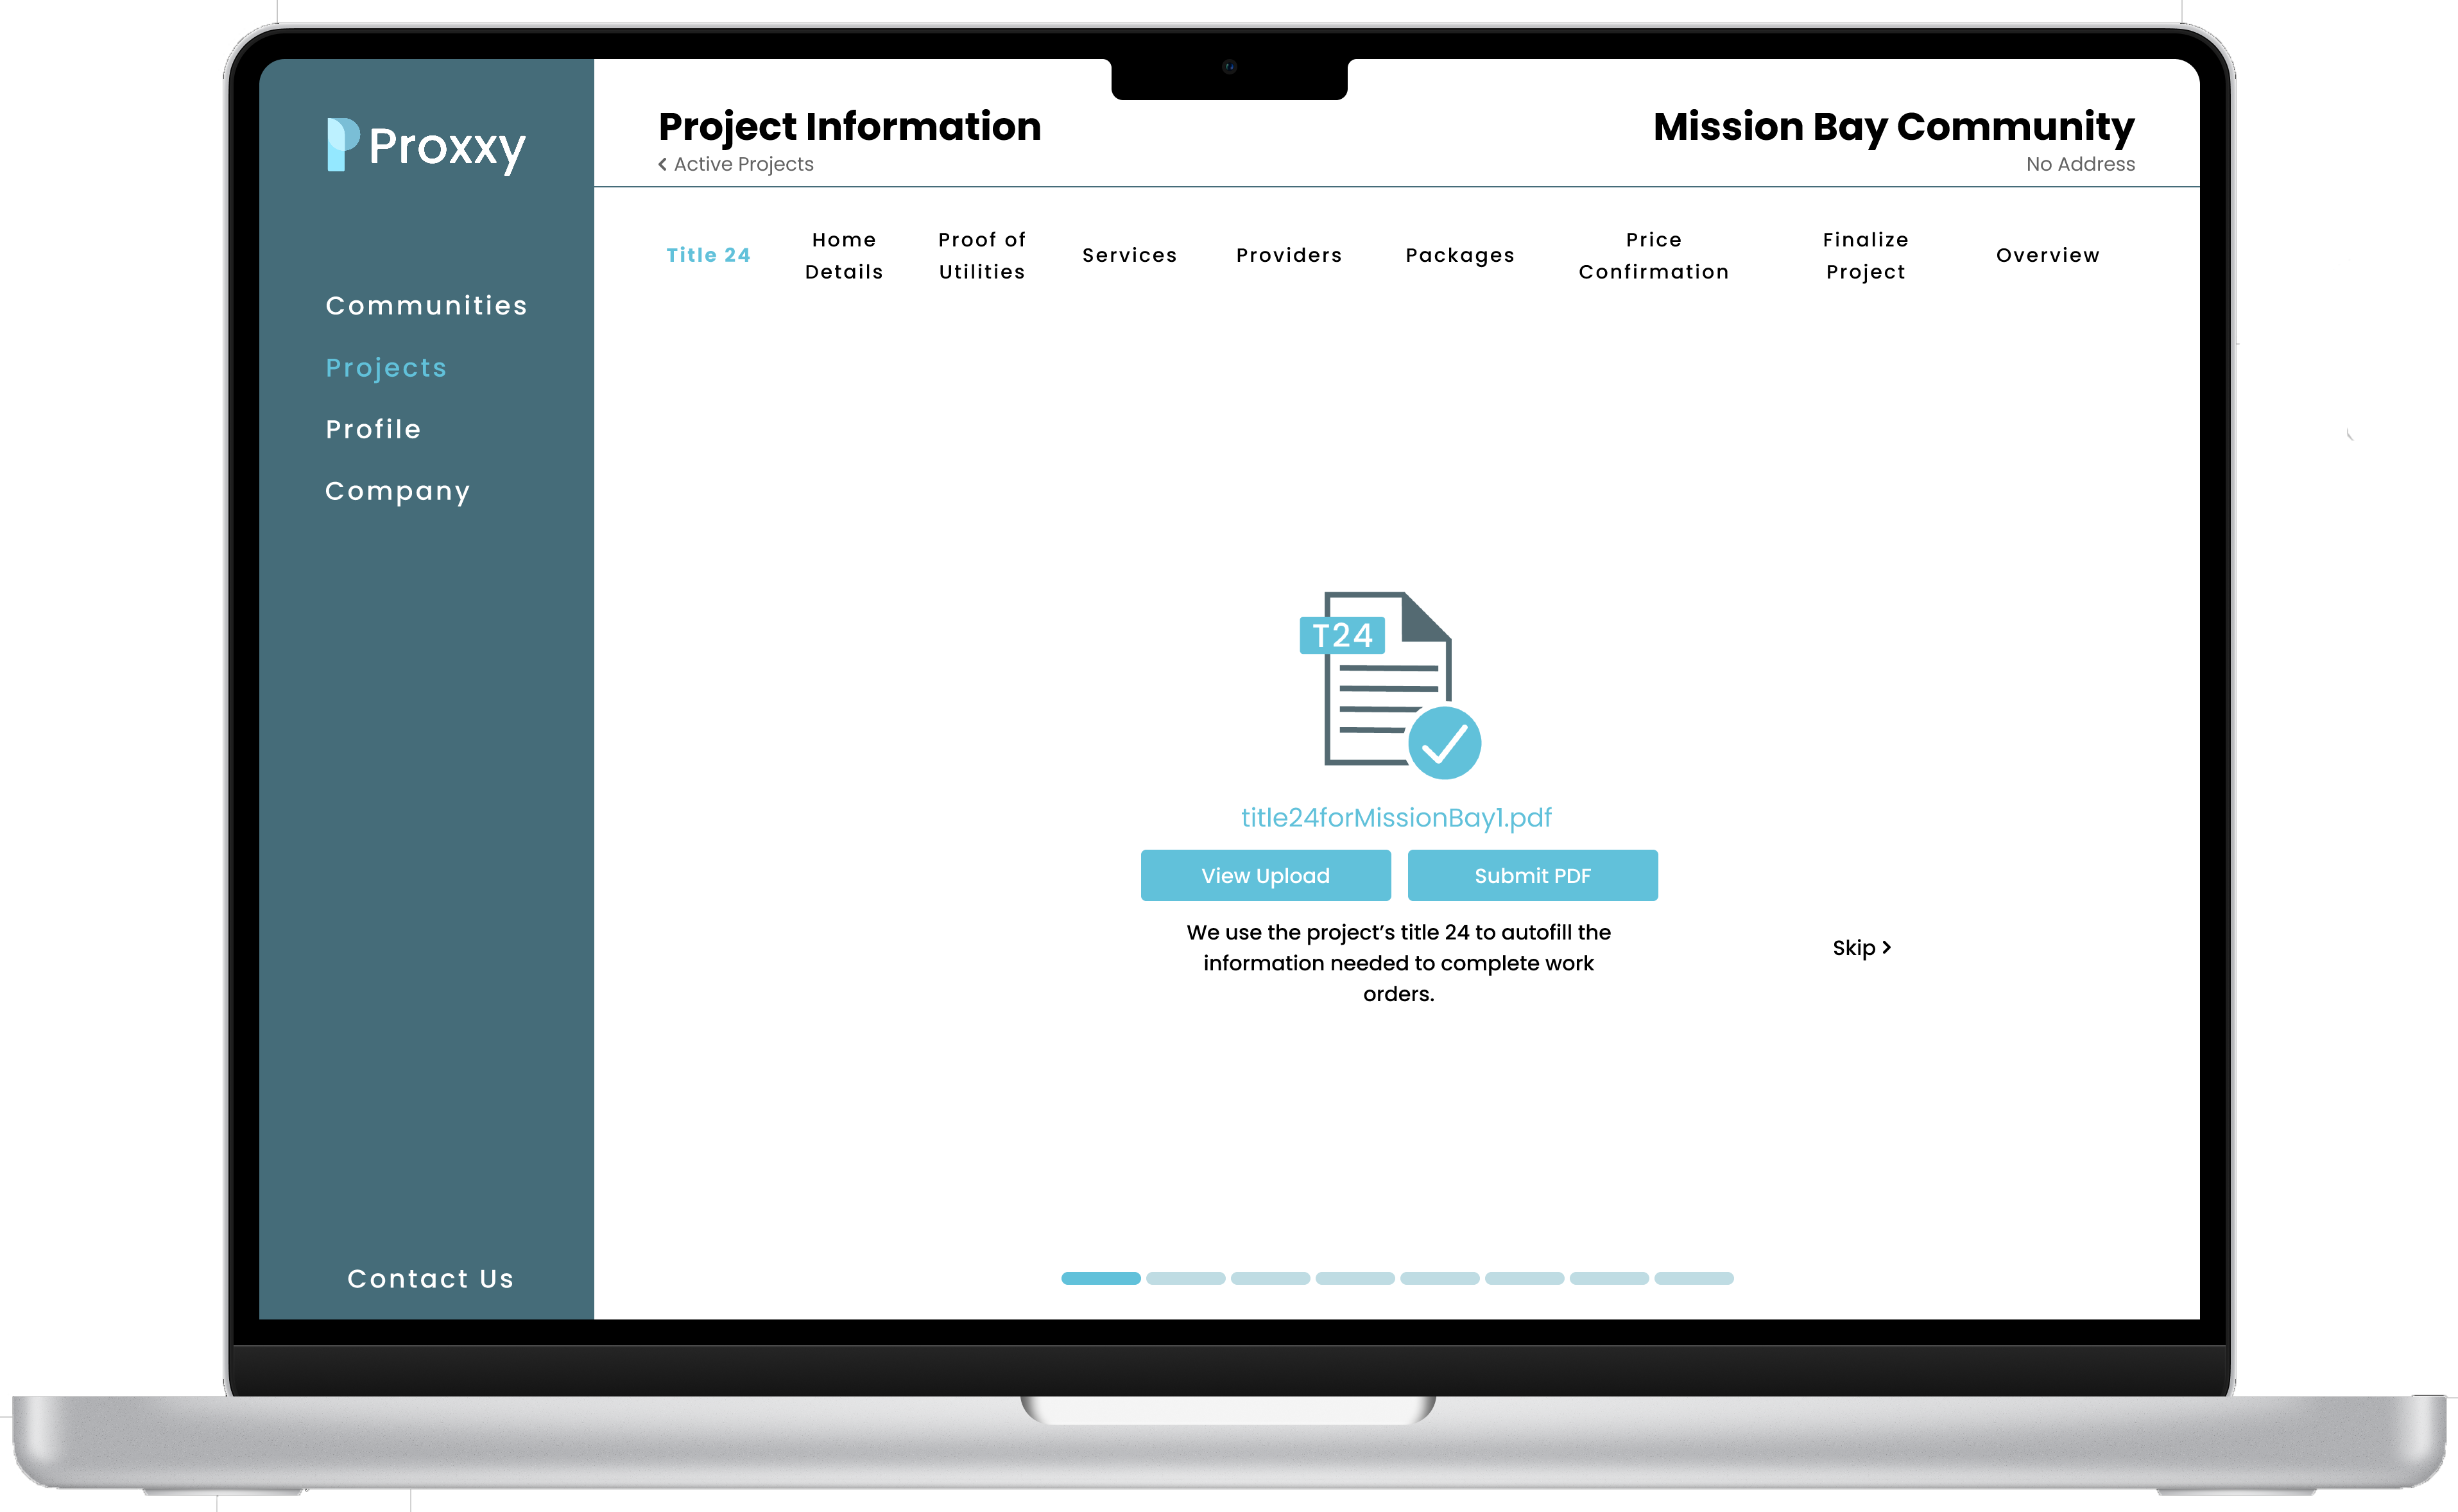 Proxxy
Communities
Projects
Profile
Company
Contact Us
Project Information
Active Projects
Mission Bay Community
No Address
Title 24
Home
Details
Proof of
Utilities
Services
Providers
Packages
Price
Confirmation
Finalize
Project
Overview
T24
title24forMissionBay1.pdf
View Upload
Submit PDF
We use the project's title 24 to autofill the
information needed to complete work
orders.
Skip